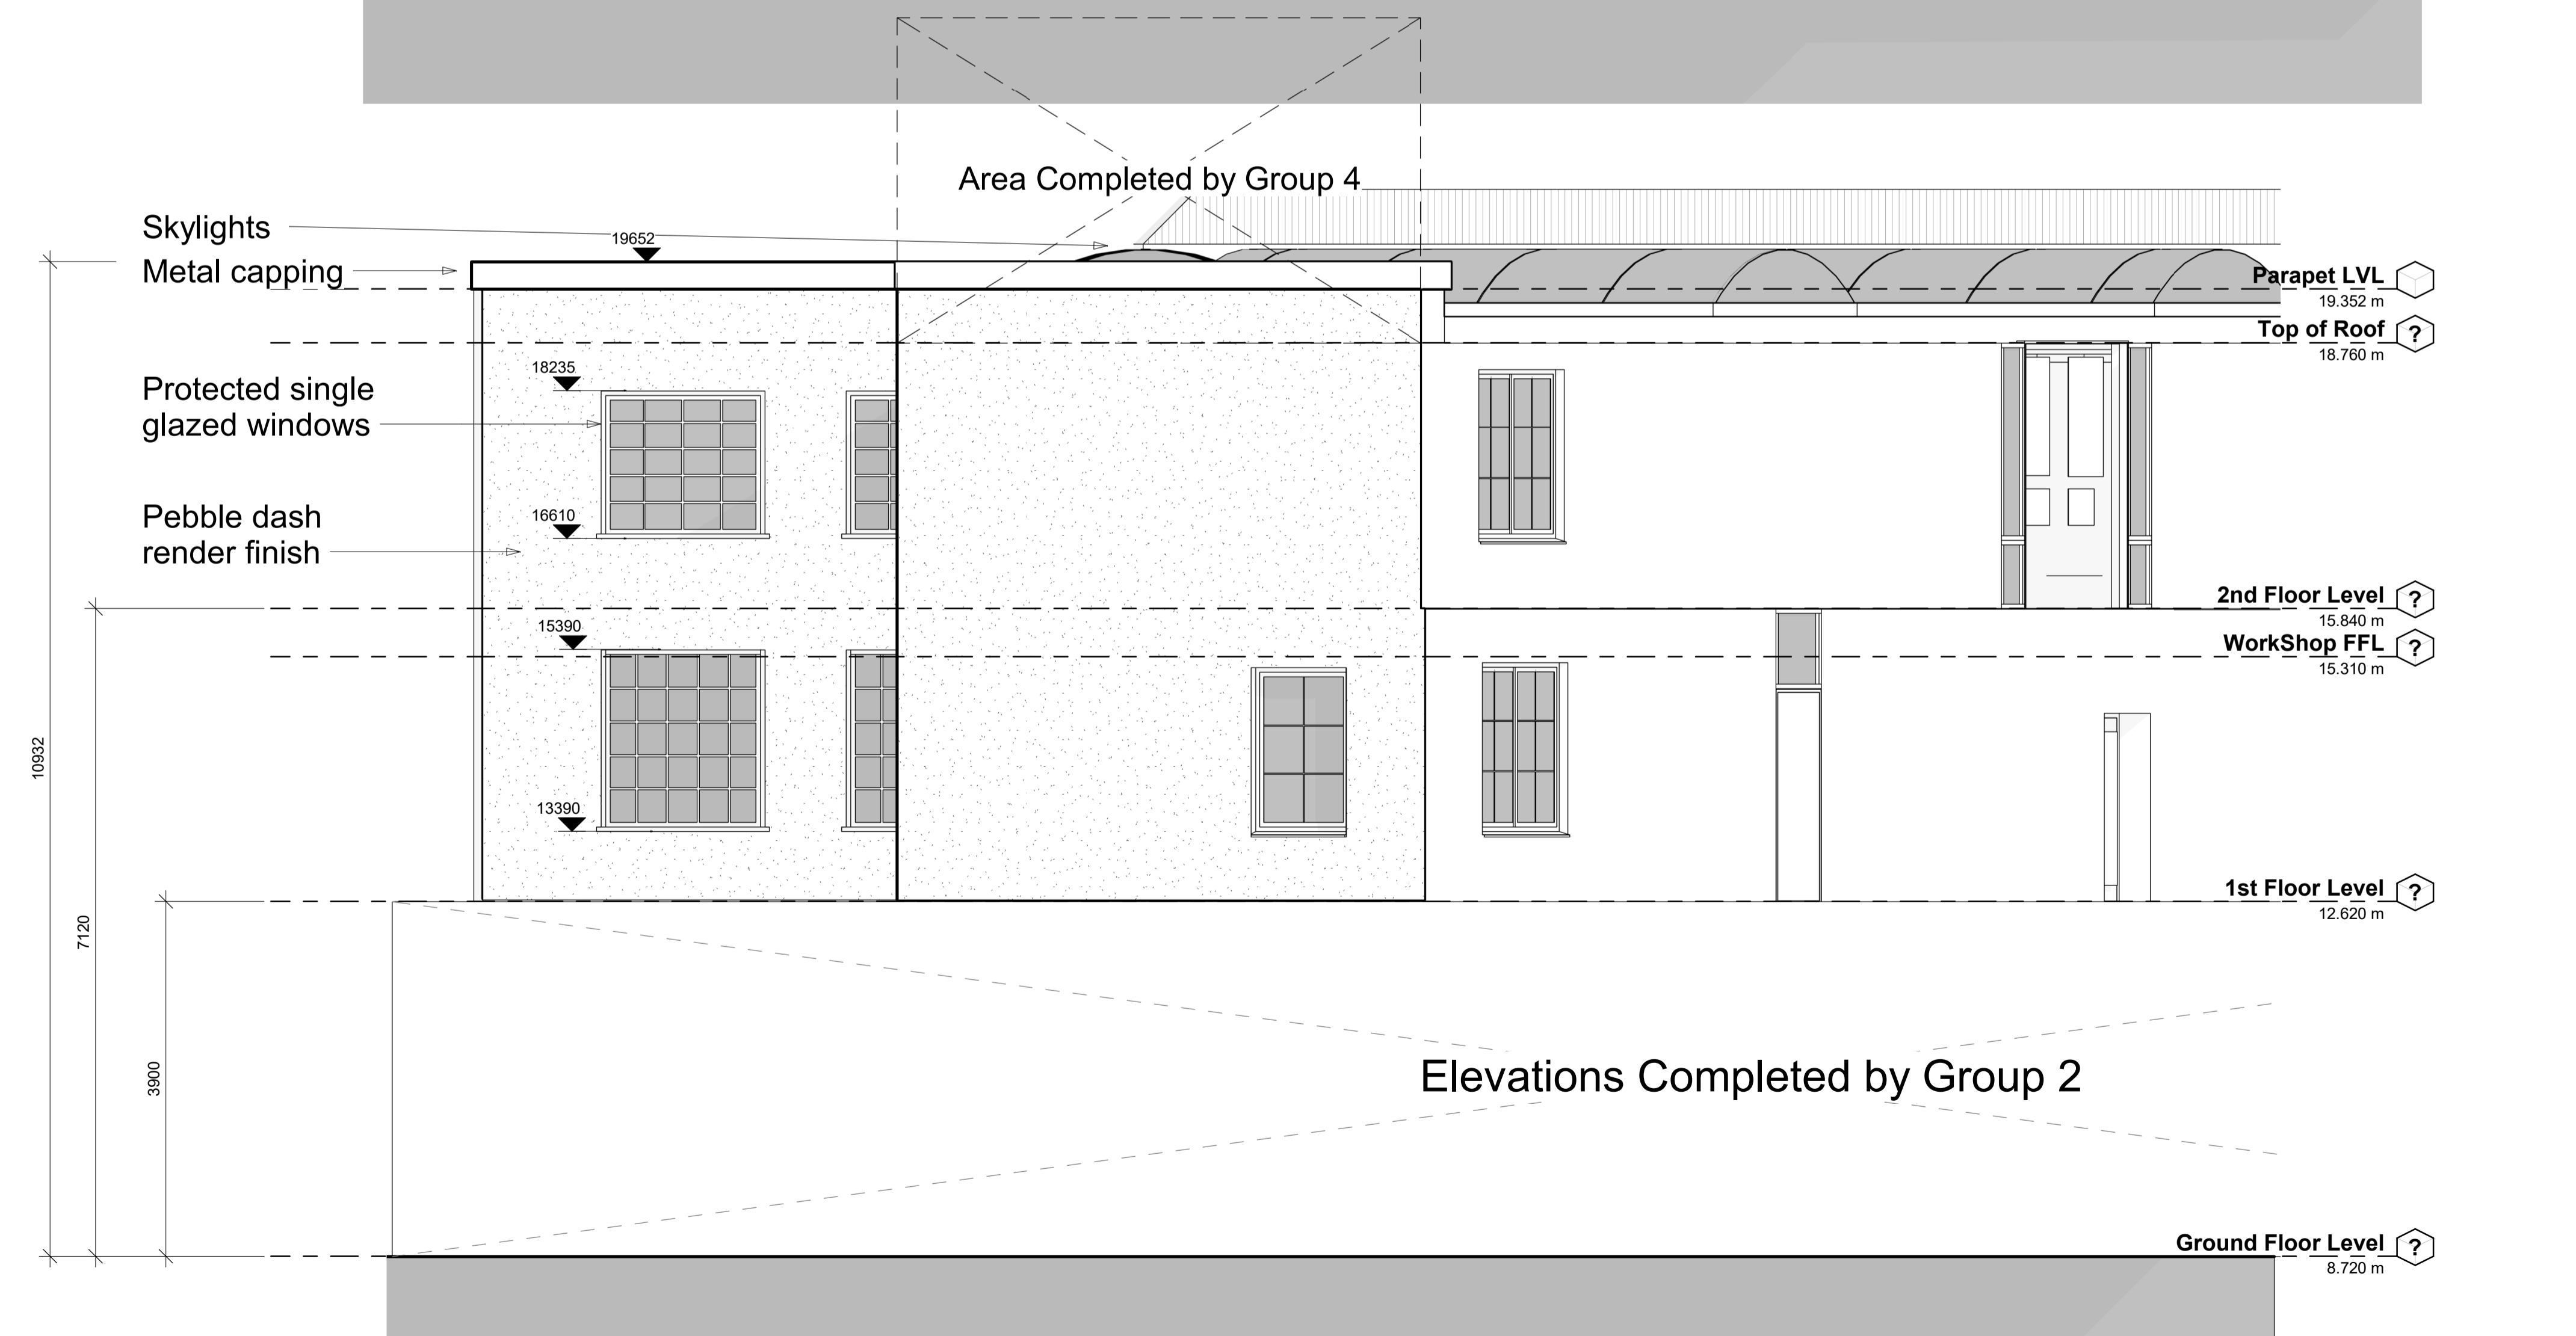 Area Completed by Group 4
Skylights
19652
Metal capping
Parapet LVL
19.352 m
Top of Roof
?
18.760 m
18235
Protected single
glazed windows
16610
Pebble dash
render finish
2nd Floor Level
?
15.840 m
15390
WorkShop FFL
?
15.310 m
10932
13390
1st Floor Level
?
12.620 m
7120
3900
Elevations Completed by Group 2
Ground Floor Level
?
8.720 m